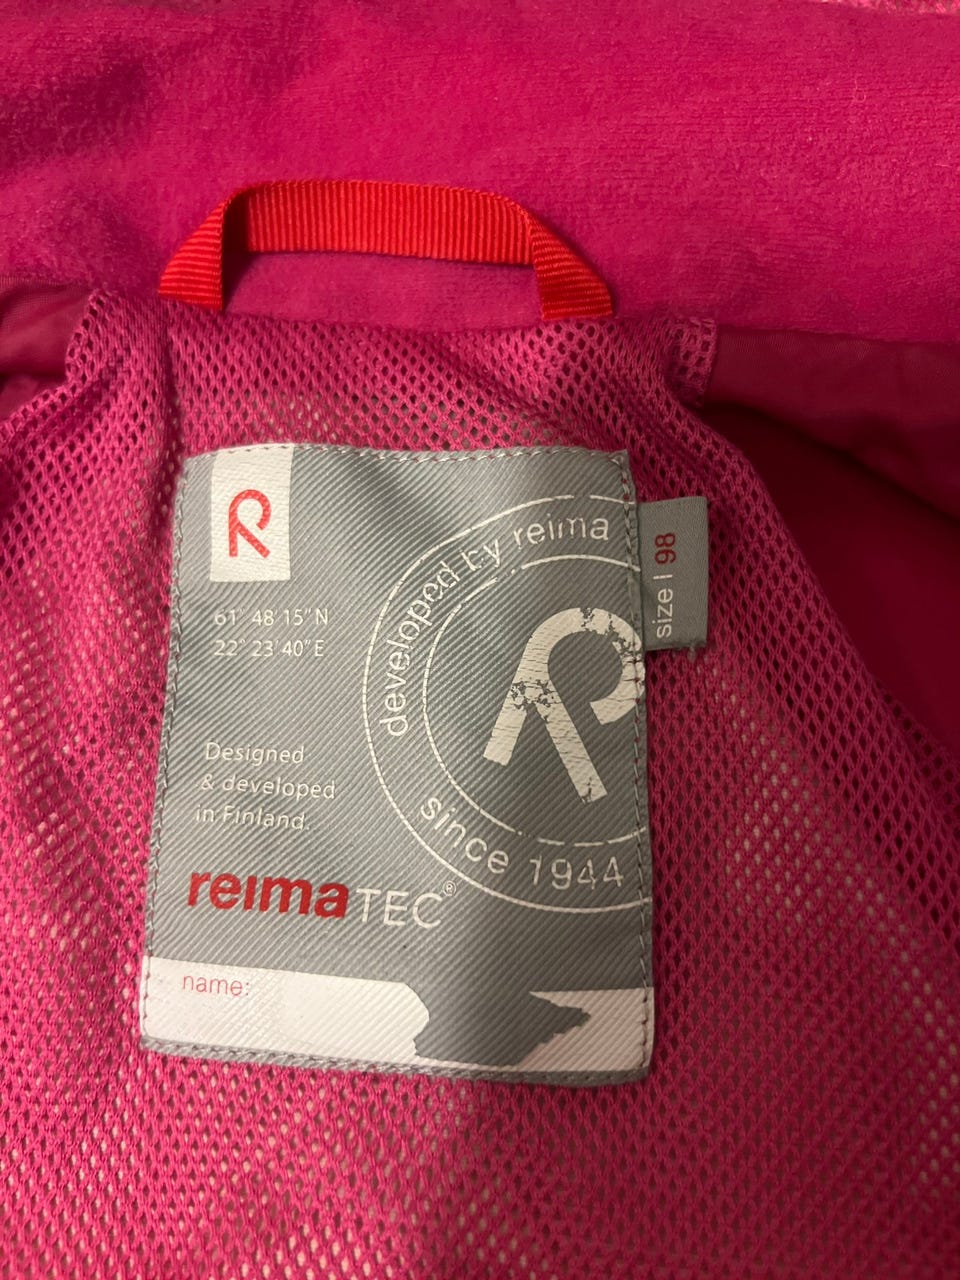 R
61° 48' 15" N
22° 23' 40" E
developed by reima
since 1944
R
size | 98
Designed
& developed
in Finland.
reimaTEC®
name: